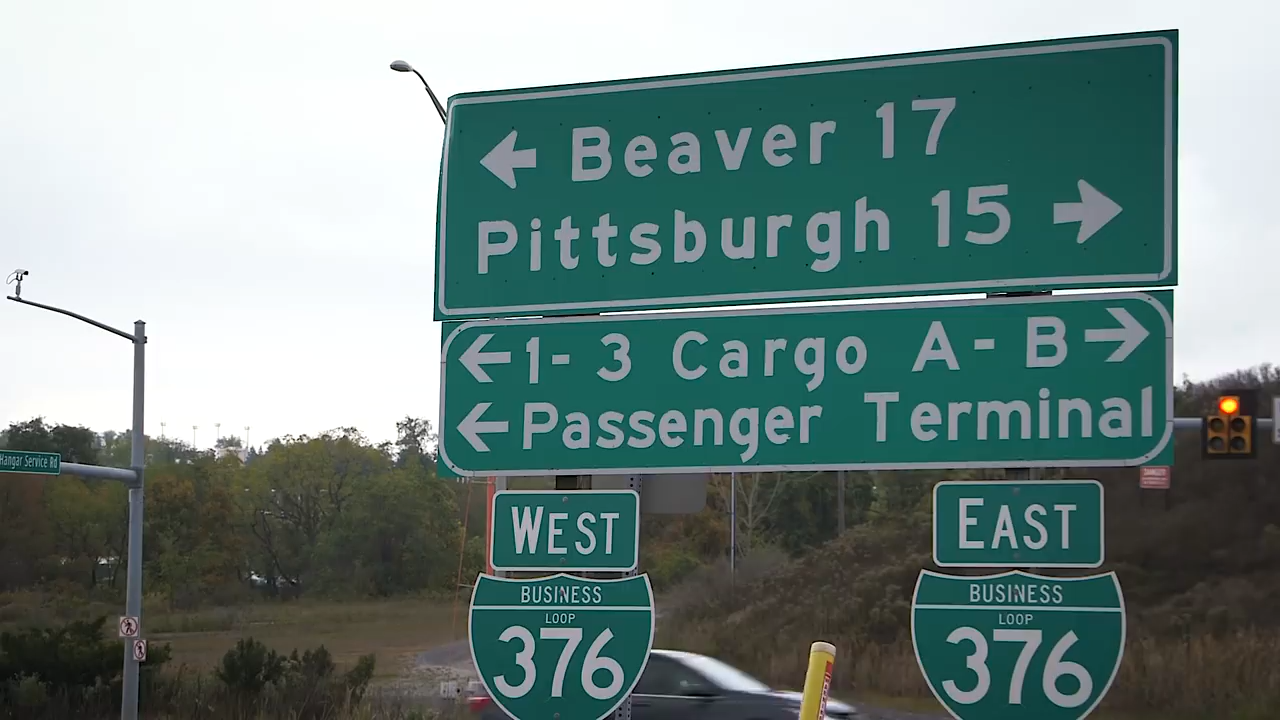 Beaver 17
Pittsburgh 15
1-3 Cargo A-B
Passenger Terminal
Hangar Service Rd
WEST
EAST
BUSINESS
LOOP
376
BUSINESS
LOOP
376